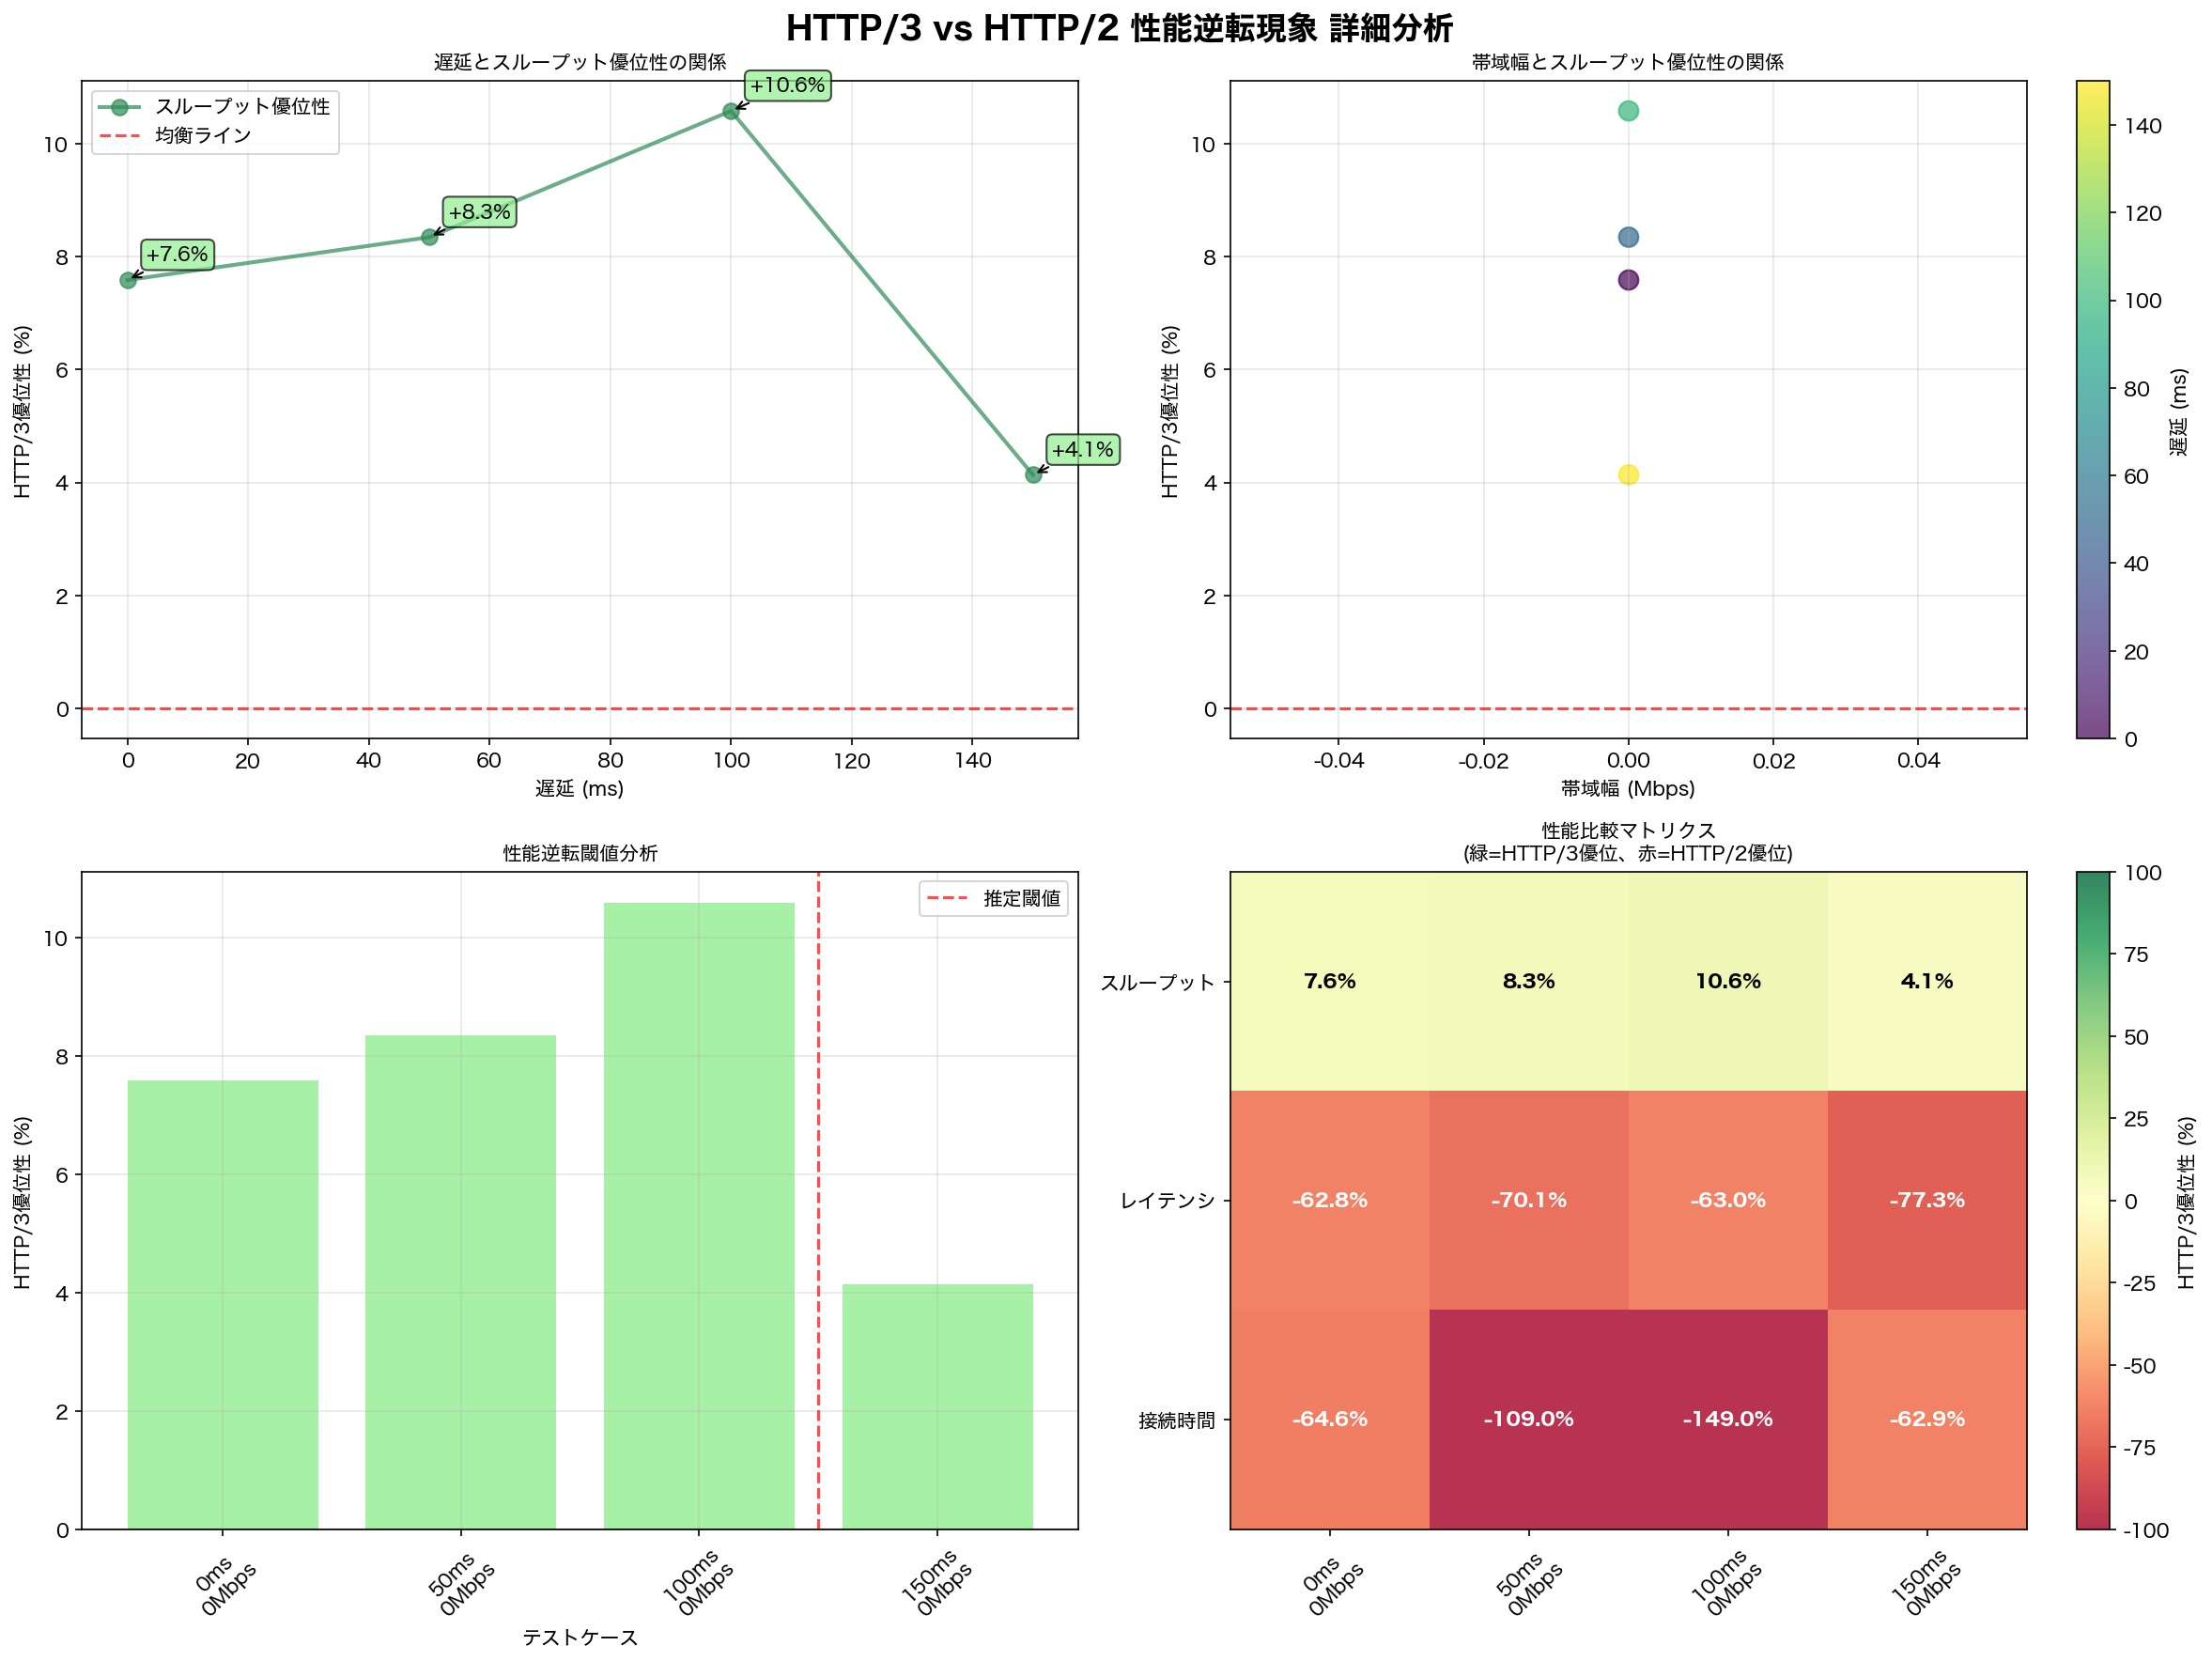 HTTP/3 vs HTTP/2 性能逆転現象 詳細分析
遅延とスループット優位性の関係
スループット優位性
均衡ライン
+7.6%
+8.3%
+10.6%
+4.1%
HTTP/3優位性 (%)
10
8
6
4
2
0
0 20 40 60 80 100 120 140
遅延 (ms)
帯域幅とスループット優位性の関係
HTTP/3優位性 (%)
10
8
6
4
2
0
-0.04 -0.02 0.00 0.02 0.04
帯域幅 (Mbps)
140
120
100
80
60
40
20
0
遅延 (ms)
性能逆転閾値分析
推定閾値
HTTP/3優位性 (%)
10
8
6
4
2
0
0ms
0Mbps
50ms
0Mbps
100ms
0Mbps
150ms
0Mbps
テストケース
性能比較マトリクス
(緑=HTTP/3優位、赤=HTTP/2優位)
スループット 7.6% 8.3% 10.6% 4.1%
レイテンシ -62.8% -70.1% -63.0% -77.3%
接続時間 -64.6% -109.0% -149.0% -62.9%
0ms
0Mbps
50ms
0Mbps
100ms
0Mbps
150ms
0Mbps
100
75
50
25
0
-25
-50
-75
-100
HTTP/3優位性 (%)